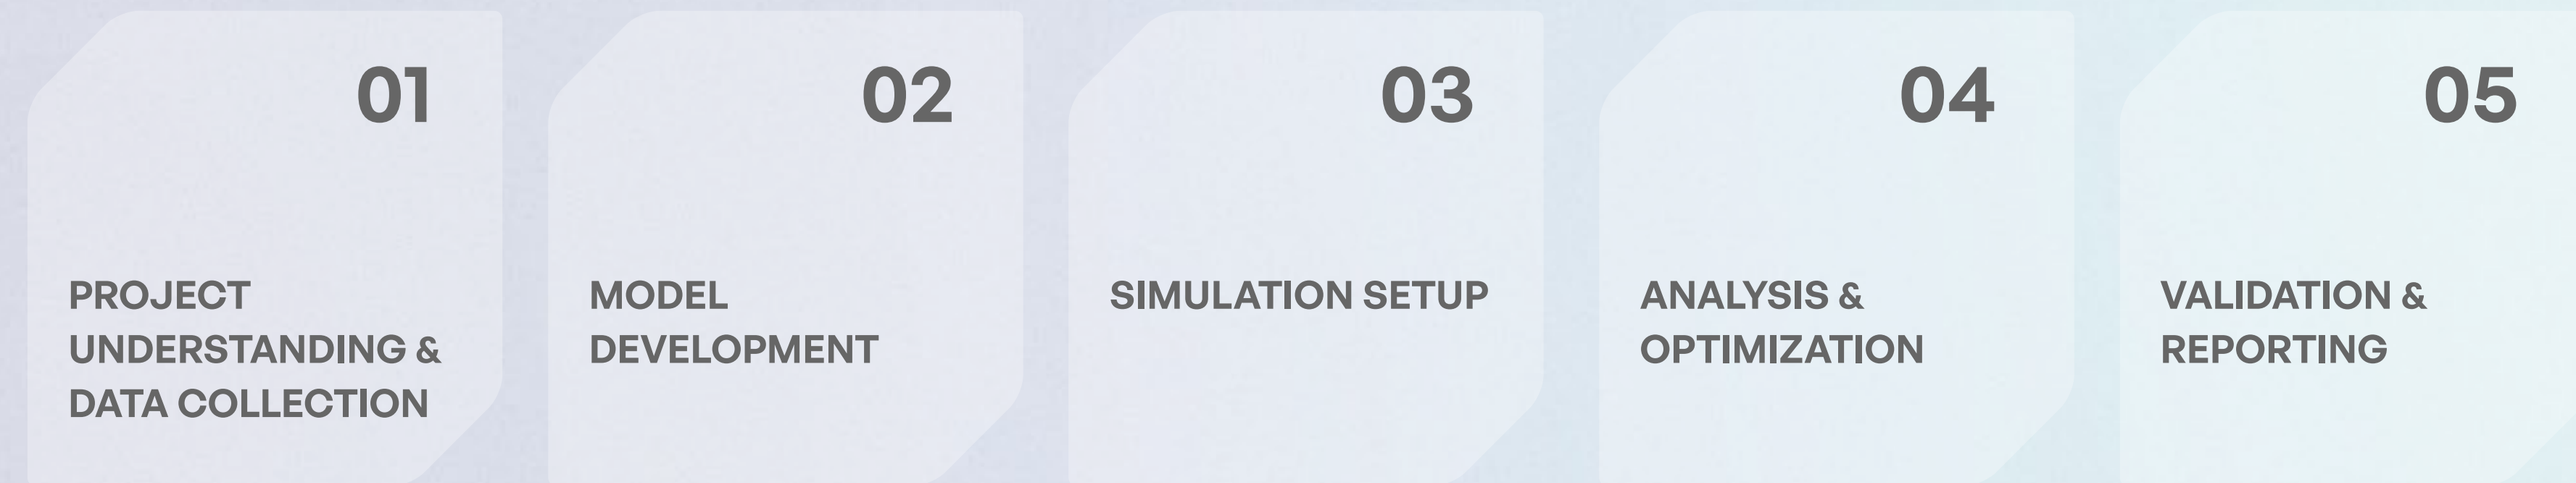 01
PROJECT
UNDERSTANDING &
DATA COLLECTION
02
MODEL
DEVELOPMENT
03
SIMULATION SETUP
04
ANALYSIS &
OPTIMIZATION
05
VALIDATION &
REPORTING